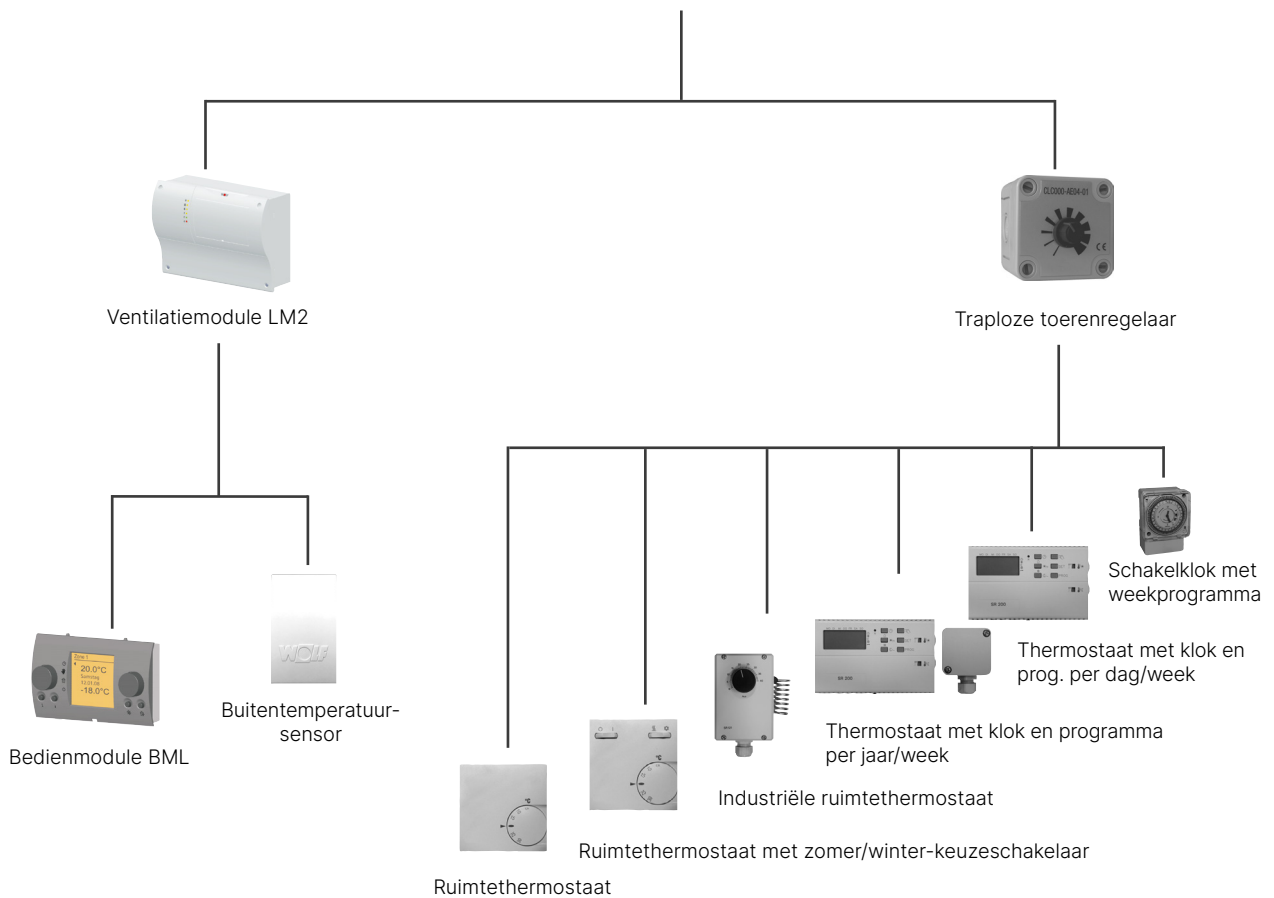 CLC000-AE04-01
CE
Ventilatiemodule LM2
Traploze toerenregelaar
Schakelklok met
weekprogramma
Thermostaat met klok en
prog. per dag/week
Zone 1
20.0°C
Samstag
-18.0°C
WOLF
Buitentemperatuur-
sensor
Bedienmodule BML
Thermostaat met klok en programma
per jaar/week
°C
Industriële ruimtethermostaat
°C
Ruimtethermostaat met zomer/winter-keuzeschakelaar
Ruimtethermostaat